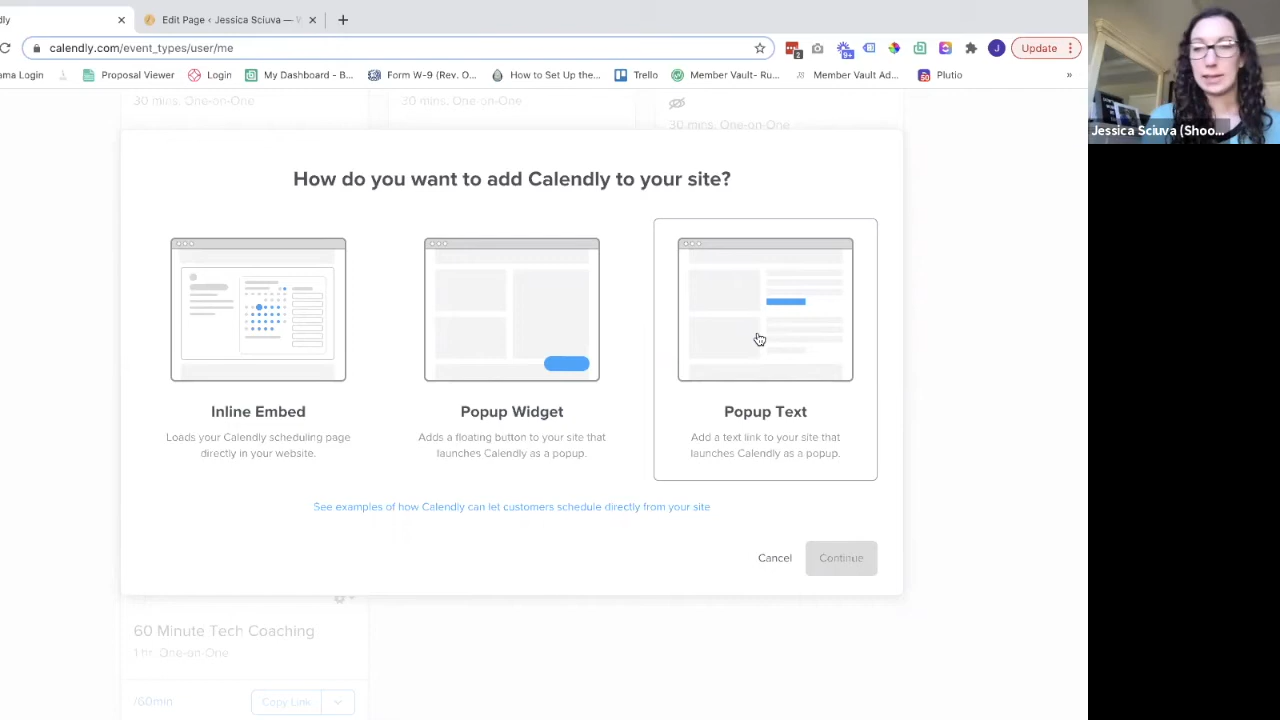 dly
Edit Page ‹ Jessica Sciuva —
calendly.com/event_types/user/me
2
9+
J
Update
ama Login
Proposal Viewer
Login
My Dashboard - B...
Form W-9 (Rev. O...
How to Set Up the...
Trello
Member Vault- Ru...
Member Vault Ad...
50
Plutio
»
30 mins, One-on-One
30 mins, One-on-One
30 mins, One-on-One
Jessica Sciuva (Shoo...
How do you want to add Calendly to your site?
Inline Embed
Loads your Calendly scheduling page
directly in your website.
Popup Widget
Adds a floating button to your site that
launches Calendly as a popup.
Popup Text
Add a text link to your site that
launches Calendly as a popup.
See examples of how Calendly can let customers schedule directly from your site
Cancel
Continue
60 Minute Tech Coaching
1 hr, One-on-One
/60min
Copy Link